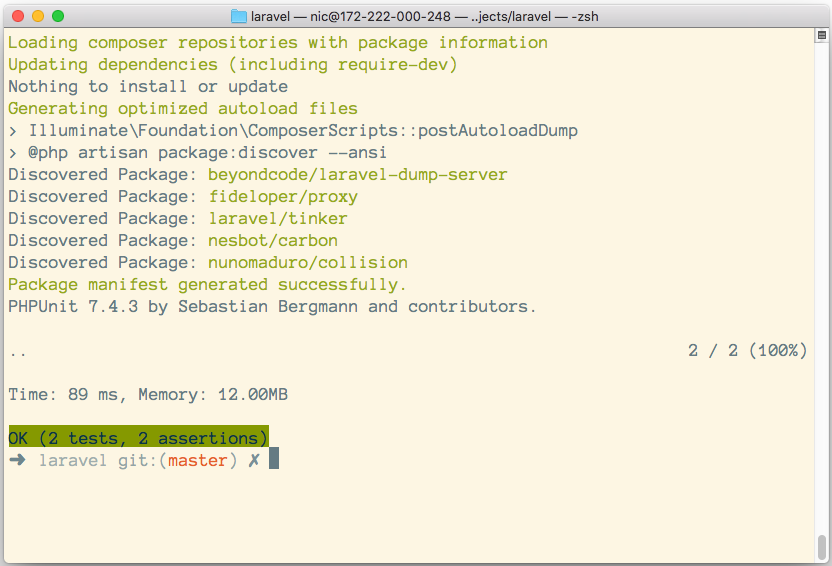 laravel — nic@172-222-000-248 — ..jects/laravel — -zsh
Loading composer repositories with package information
Updating dependencies (including require-dev)
Nothing to install or update
Generating optimized autoload files
> Illuminate\Foundation\ComposerScripts::postAutoloadDump
> @php artisan package:discover --ansi
Discovered Package: beyondcode/laravel-dump-server
Discovered Package: fideloper/proxy
Discovered Package: laravel/tinker
Discovered Package: nesbot/carbon
Discovered Package: nunomaduro/collision
Package manifest generated successfully.
PHPUnit 7.4.3 by Sebastian Bergmann and contributors.
.. 2 / 2 (100%)
Time: 89 ms, Memory: 12.00MB
OK (2 tests, 2 assertions)
➜ laravel git:(master) ✗